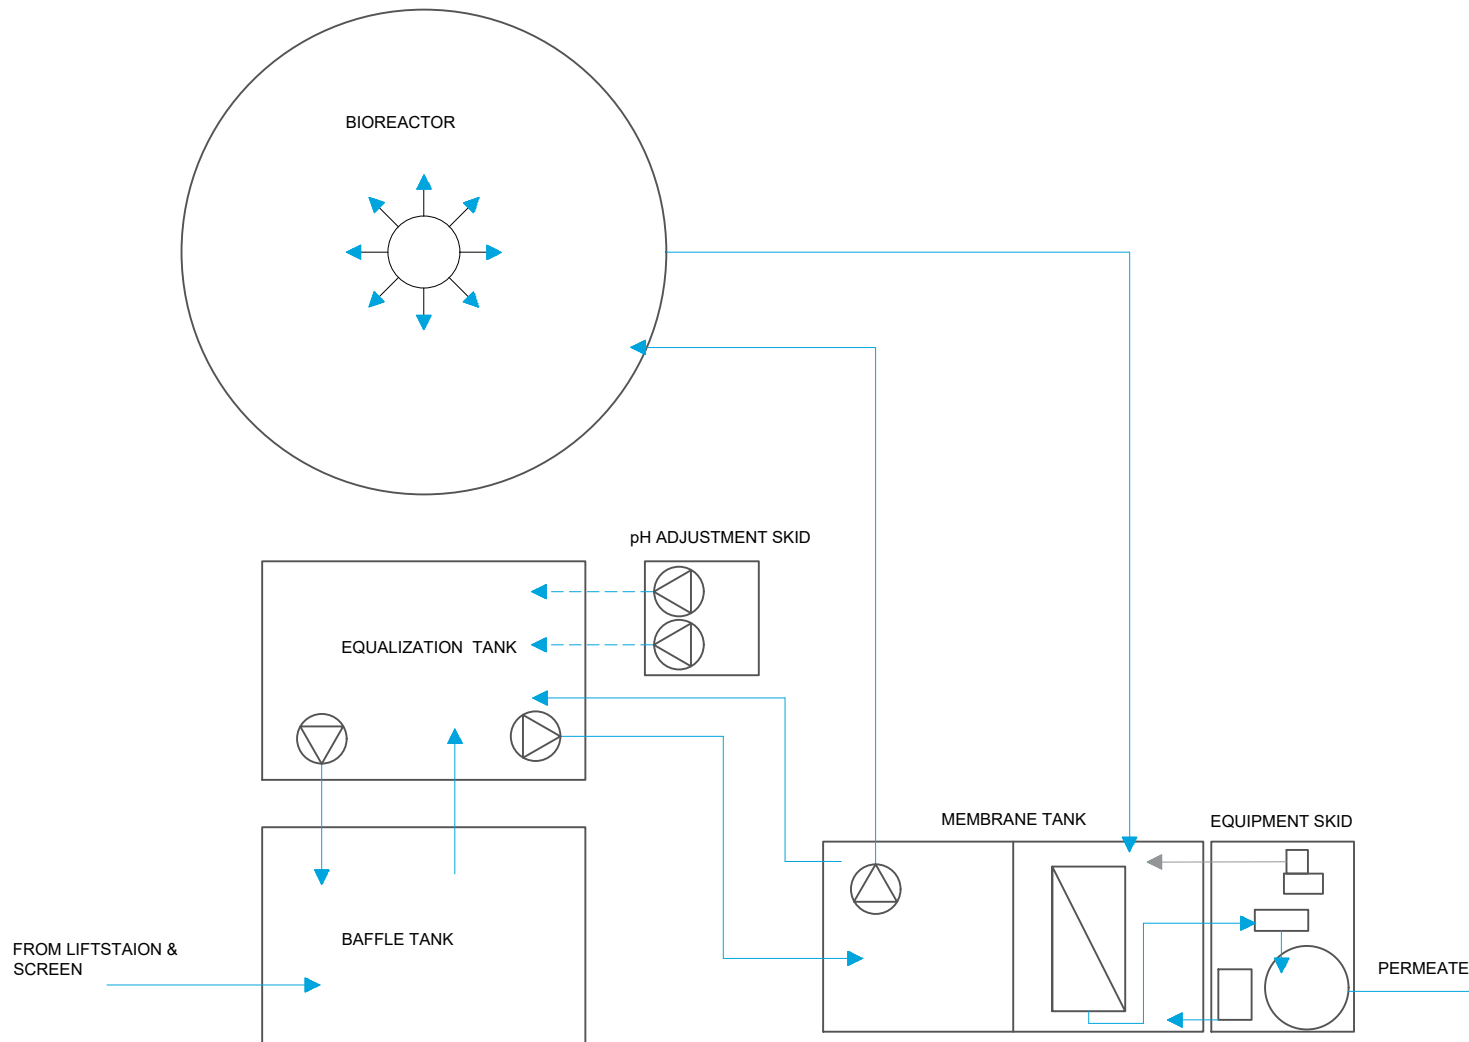 BIOREACTOR
pH ADJUSTMENT SKID
EQUALIZATION TANK
MEMBRANE TANK
EQUIPMENT SKID
BAFFLE TANK
FROM LIFTSTAION &
SCREEN
PERMEATE